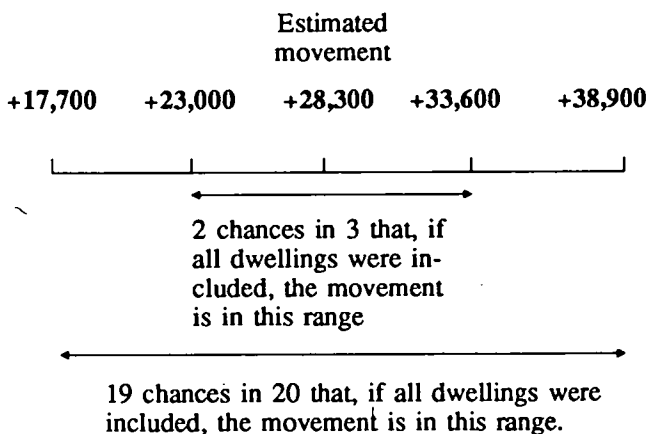 Estimated
movement
+17,700 +23,000 +28,300 +33,600 +38,900
2 chances in 3 that, if
all dwellings were in-
cluded, the movement
is in this range
19 chances in 20 that, if all dwellings were
included, the movement is in this range.